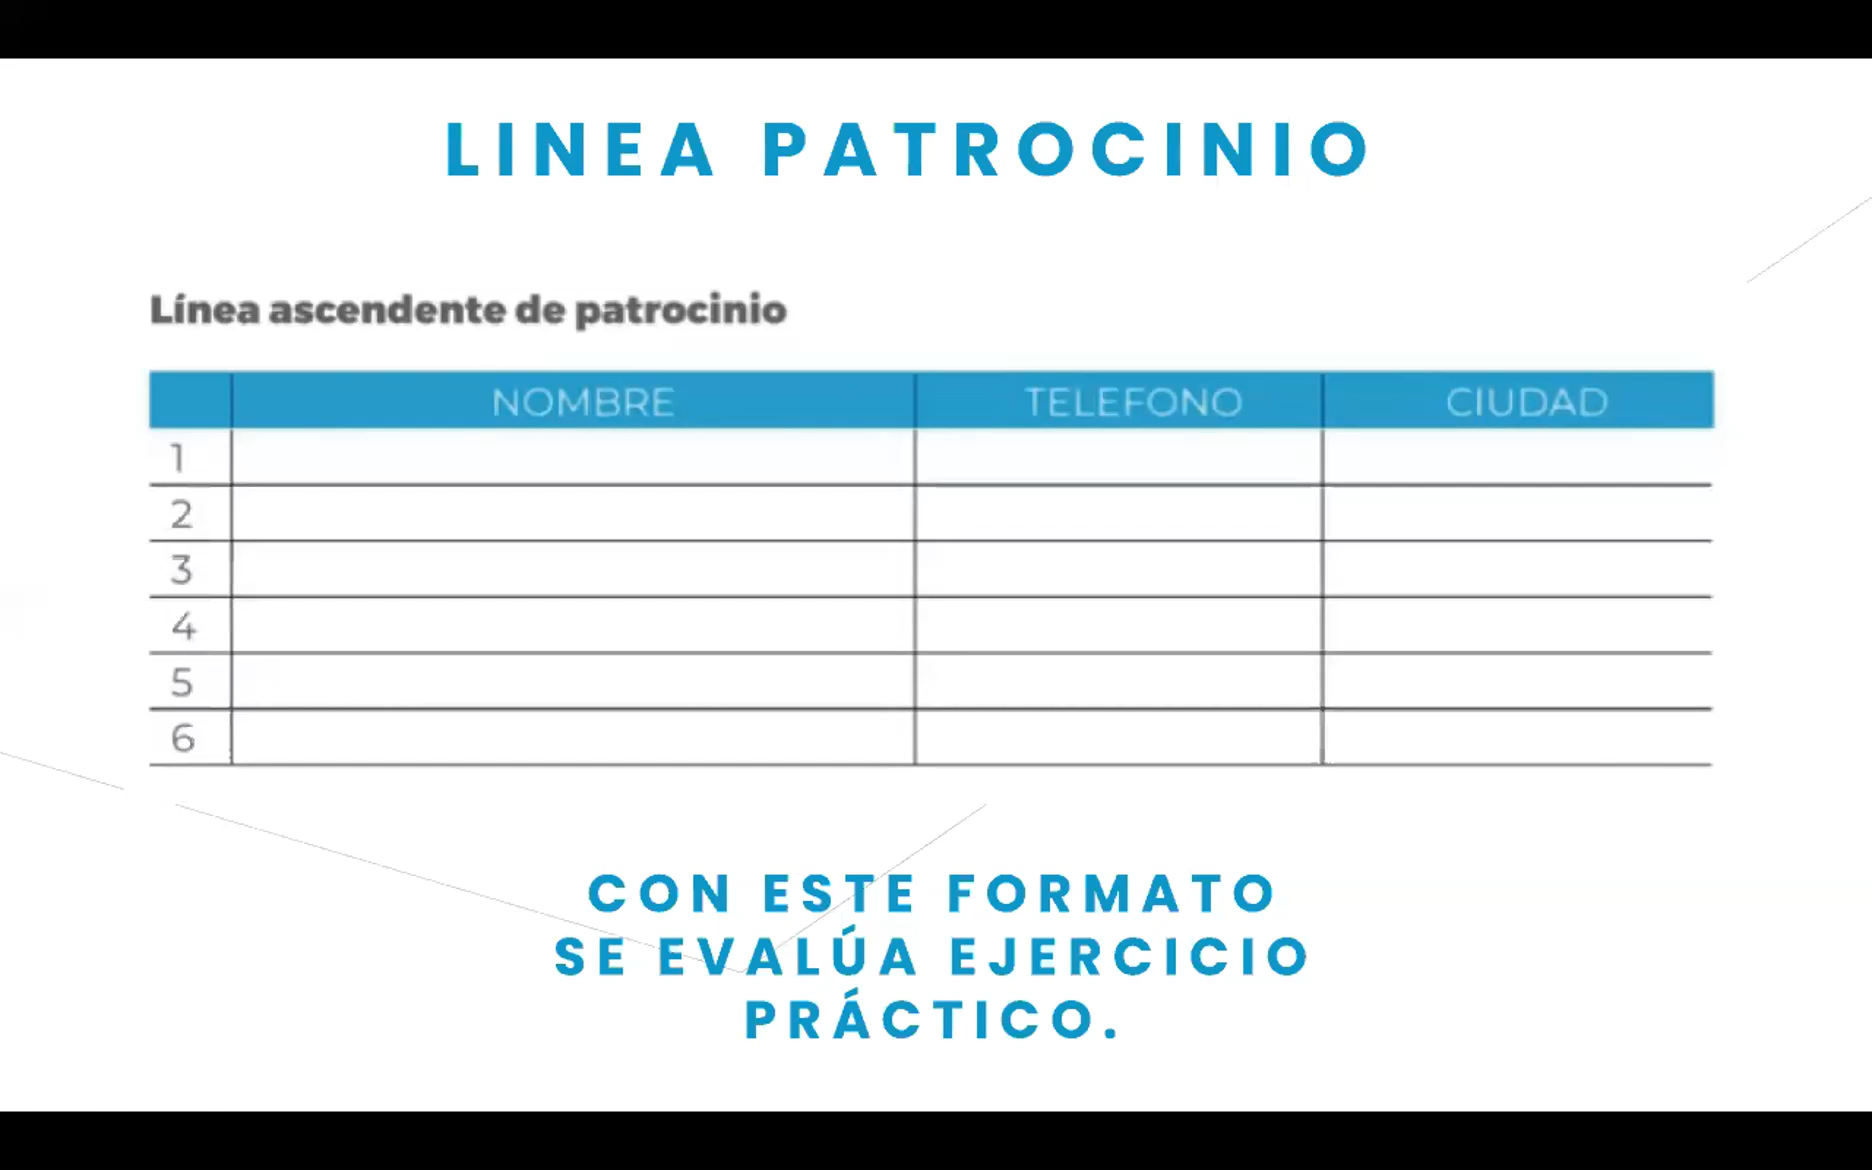 LINEA PATROCINIO
Línea ascendente de patrocinio
NOMBRE TELEFONO CIUDAD
1
2
3
4
5
6
CON ESTE FORMATO
SE EVALÚA EJERCICIO
PRÁCTICO.